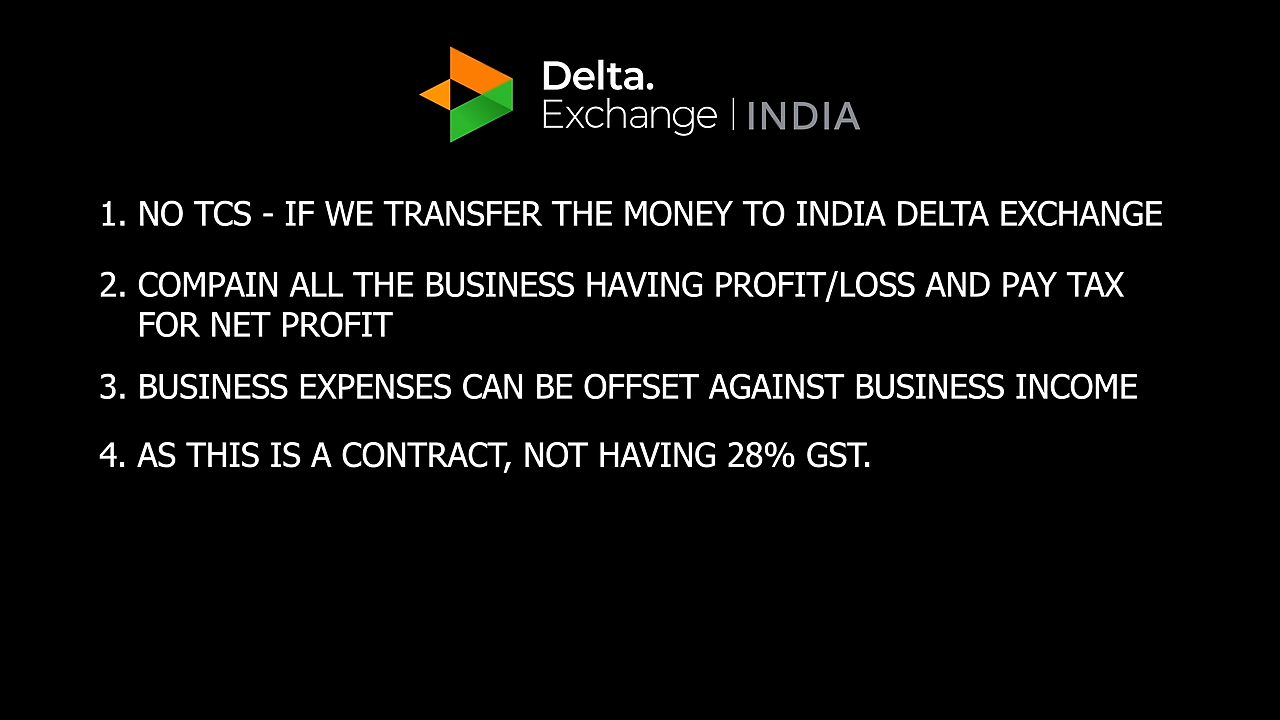 Delta.
Exchange | INDIA
1. NO TCS - IF WE TRANSFER THE MONEY TO INDIA DELTA EXCHANGE
2. COMPAIN ALL THE BUSINESS HAVING PROFIT/LOSS AND PAY TAX
FOR NET PROFIT
3. BUSINESS EXPENSES CAN BE OFFSET AGAINST BUSINESS INCOME
4. AS THIS IS A CONTRACT, NOT HAVING 28% GST.